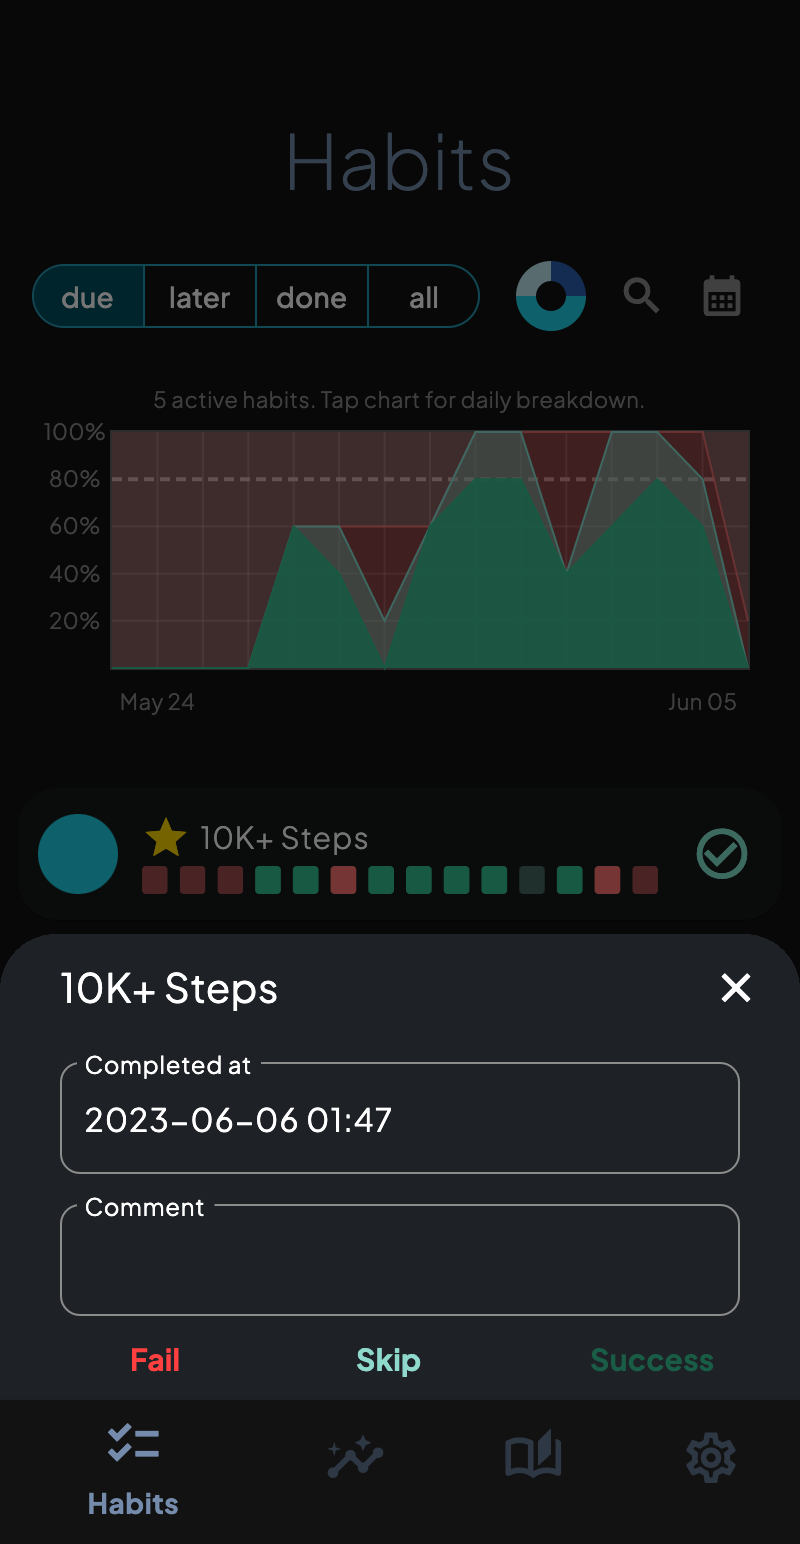 Habits
due later done all
5 active habits. Tap chart for daily breakdown.
100%
80%
60%
40%
20%
May 24 Jun 05
10K+ Steps
10K+ Steps
Completed at
2023-06-06 01:47
Comment
Fail Skip Success
Habits